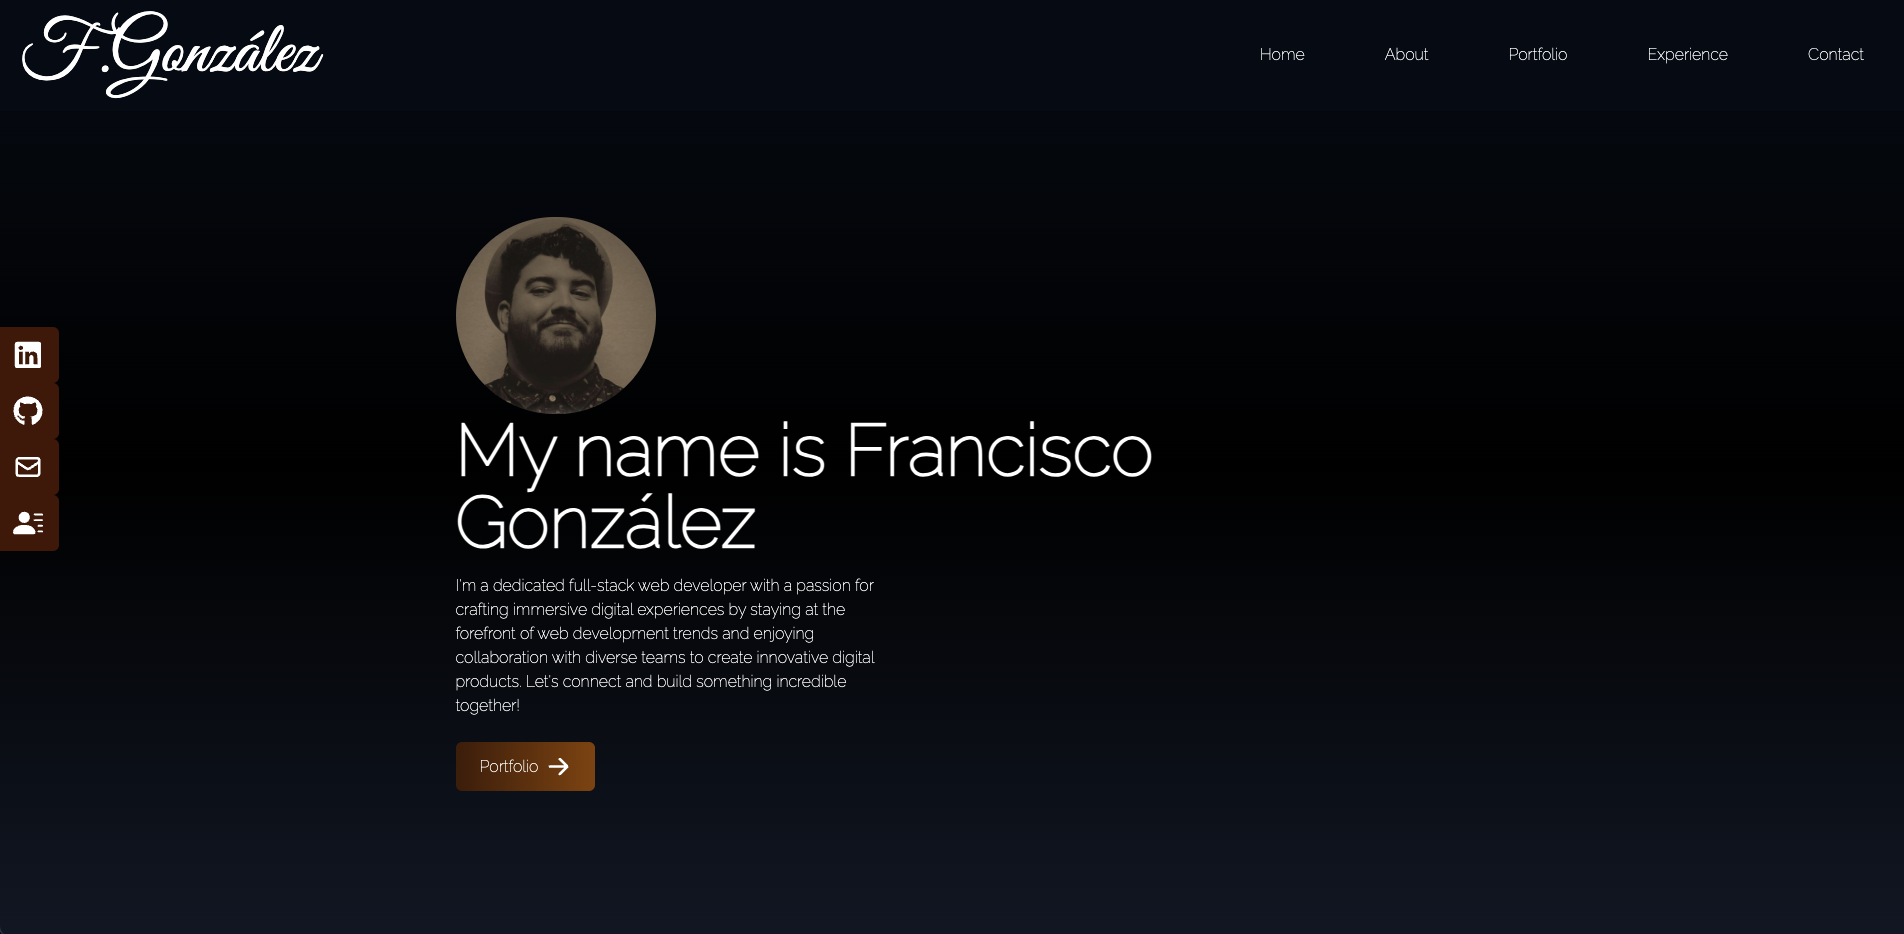 F.González
Home
About
Portfolio
Experience
Contact
in
My name is Francisco
González
I'm a dedicated full-stack web developer with a passion for
crafting immersive digital experiences by staying at the
forefront of web development trends and enjoying
collaboration with diverse teams to create innovative digital
products. Let's connect and build something incredible
together!
Portfolio